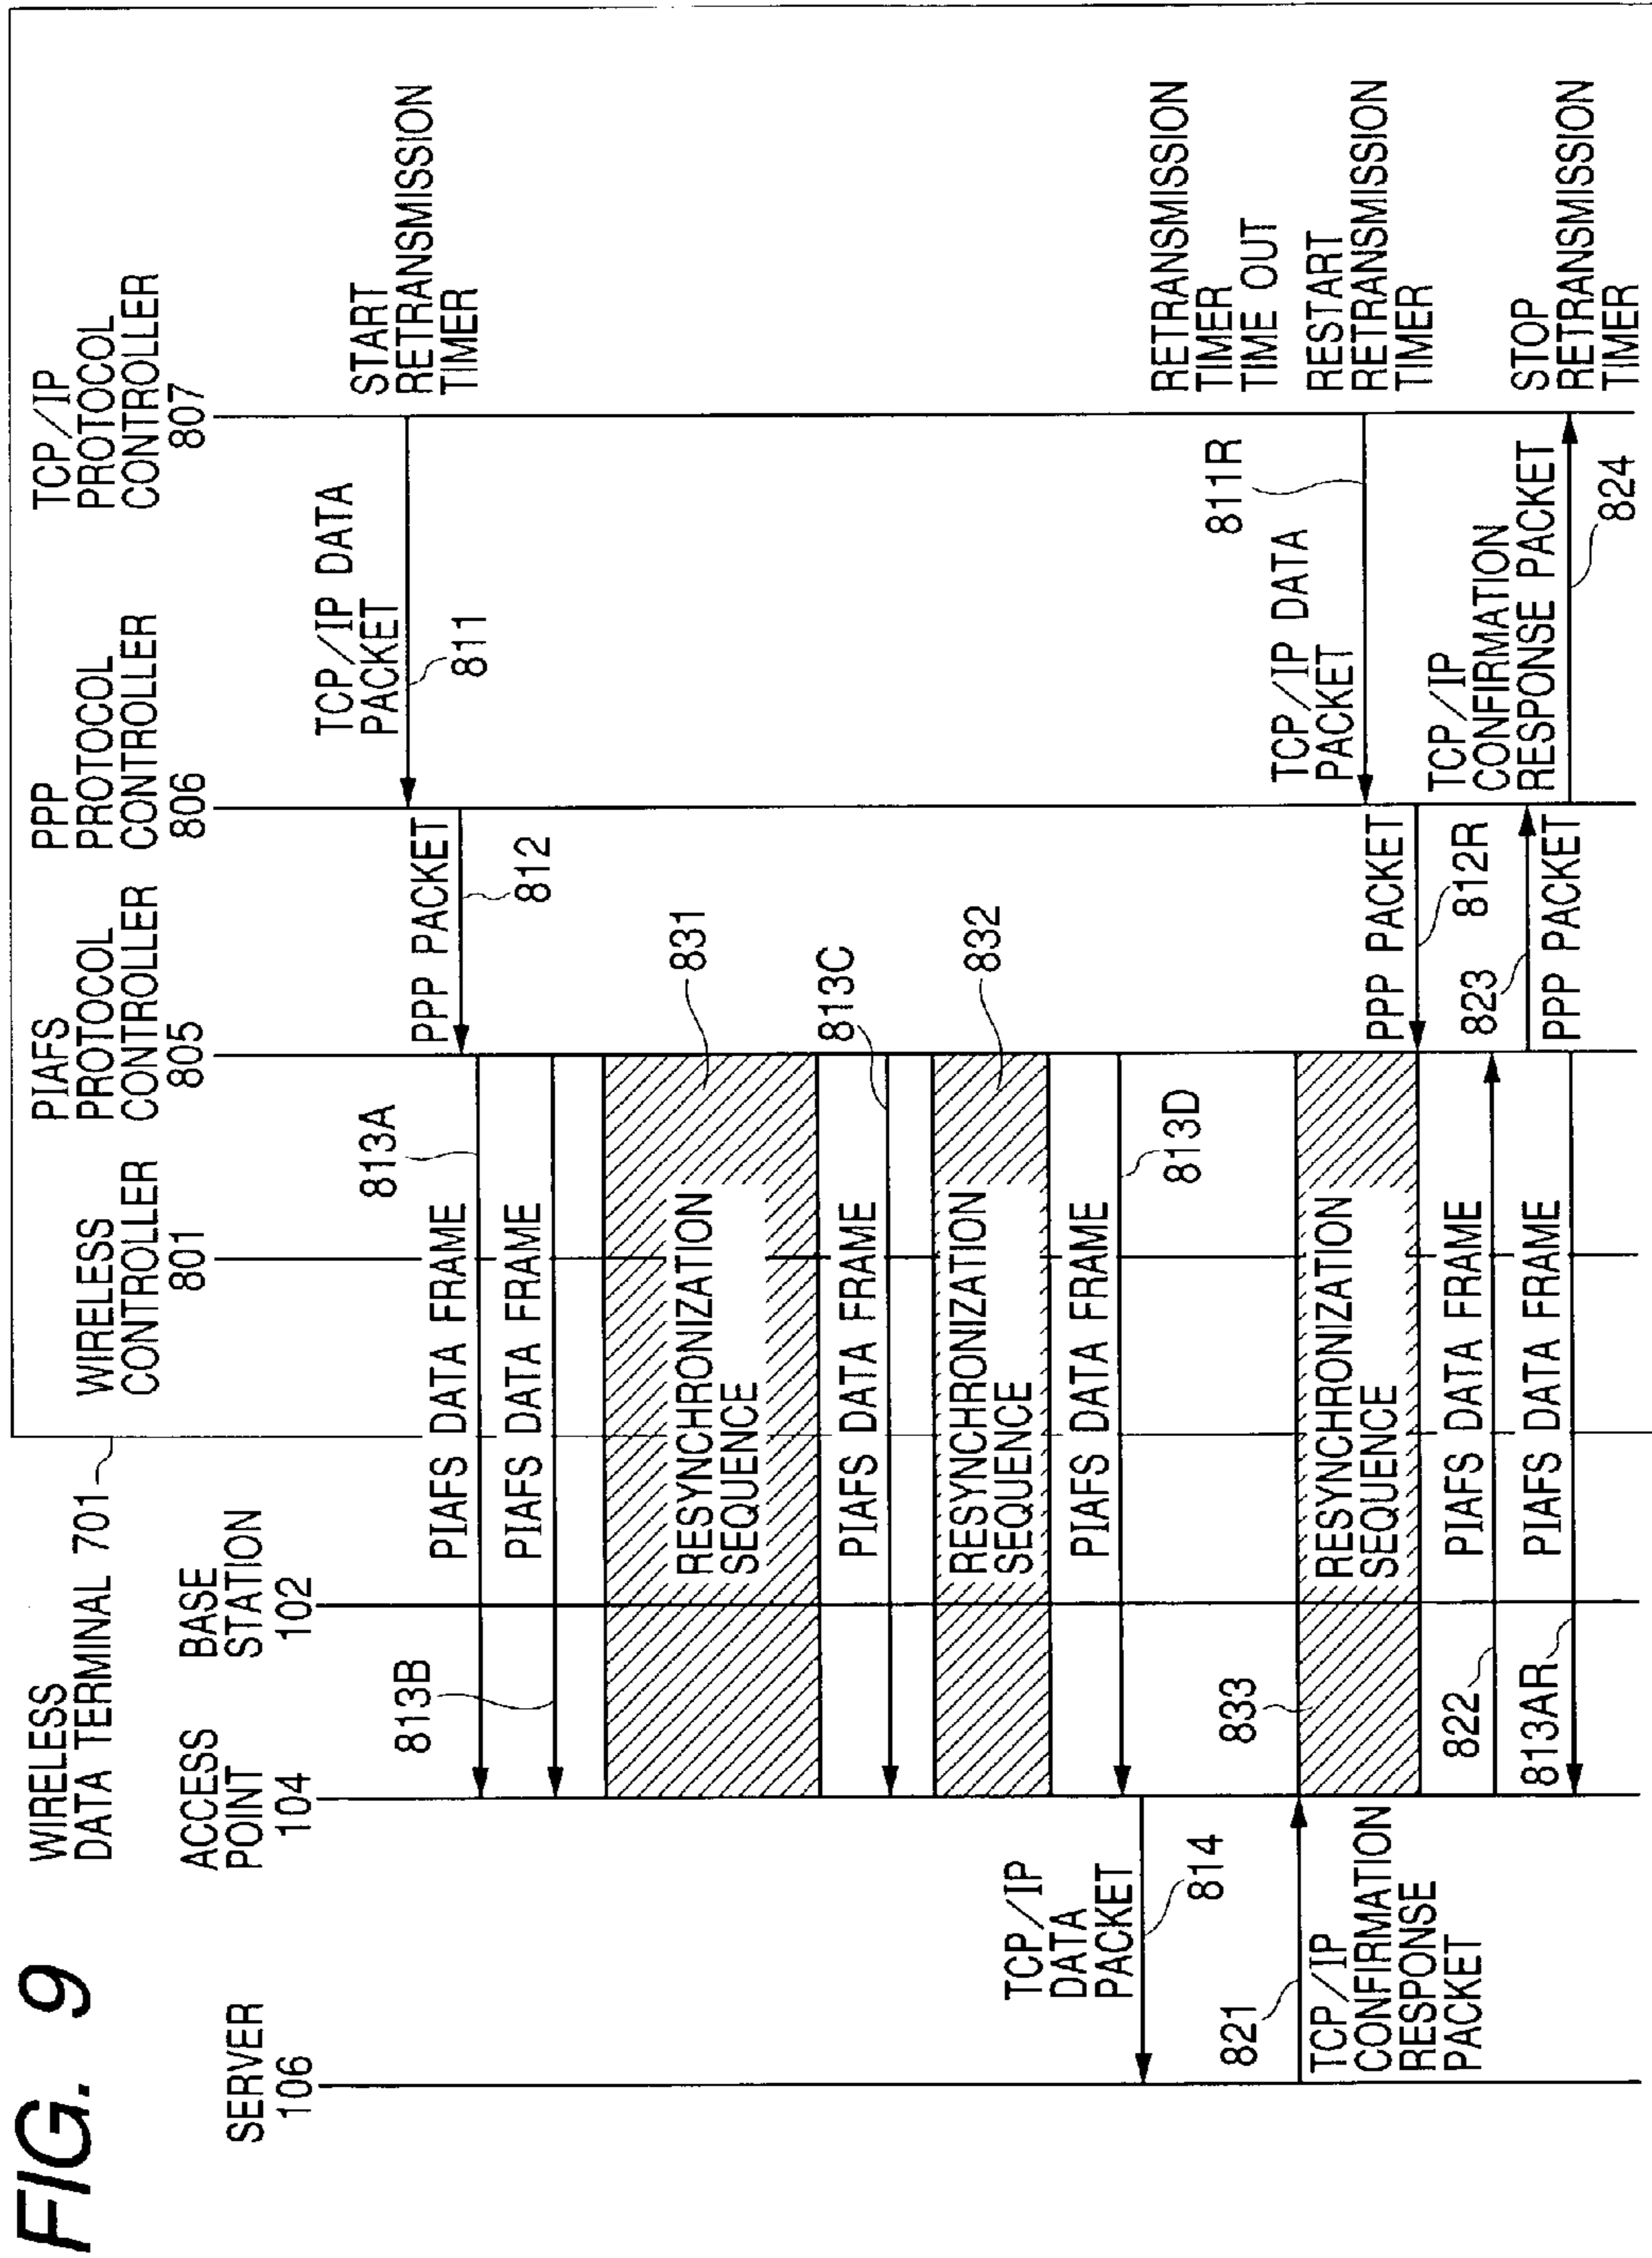 FIG. 9
WIRELESS
DATA TERMINAL 701
SERVER
106
ACCESS
POINT
104
BASE
STATION
102
WIRELESS
CONTROLLER
801
PIAFS
PROTOCOL
CONTROLLER
805
PPP
PROTOCOL
CONTROLLER
806
TCP/IP
PROTOCOL
CONTROLLER
807
START
RETRANSMISSION
TIMER
TCP/IP DATA
PACKET
811
PPP PACKET
812
813A
PIAFS DATA FRAME
813B
PIAFS DATA FRAME
831
RESYNCHRONIZATION
SEQUENCE
813C
PIAFS DATA FRAME
832
RESYNCHRONIZATION
SEQUENCE
PIAFS DATA FRAME
813D
TCP/IP
DATA
PACKET
814
RETRANSMISSION
TIMER
TIME OUT
821
TCP/IP
CONFIRMATION
RESPONSE
PACKET
833
RESYNCHRONIZATION
SEQUENCE
RESTART
RETRANSMISSION
TIMER
811R
TCP/IP DATA
PACKET
PPP PACKET
812R
822
PIAFS DATA FRAME
823
PPP PACKET
TCP/IP
CONFIRMATION
RESPONSE PACKET
824
STOP
RETRANSMISSION
TIMER
813AR
PIAFS DATA FRAME